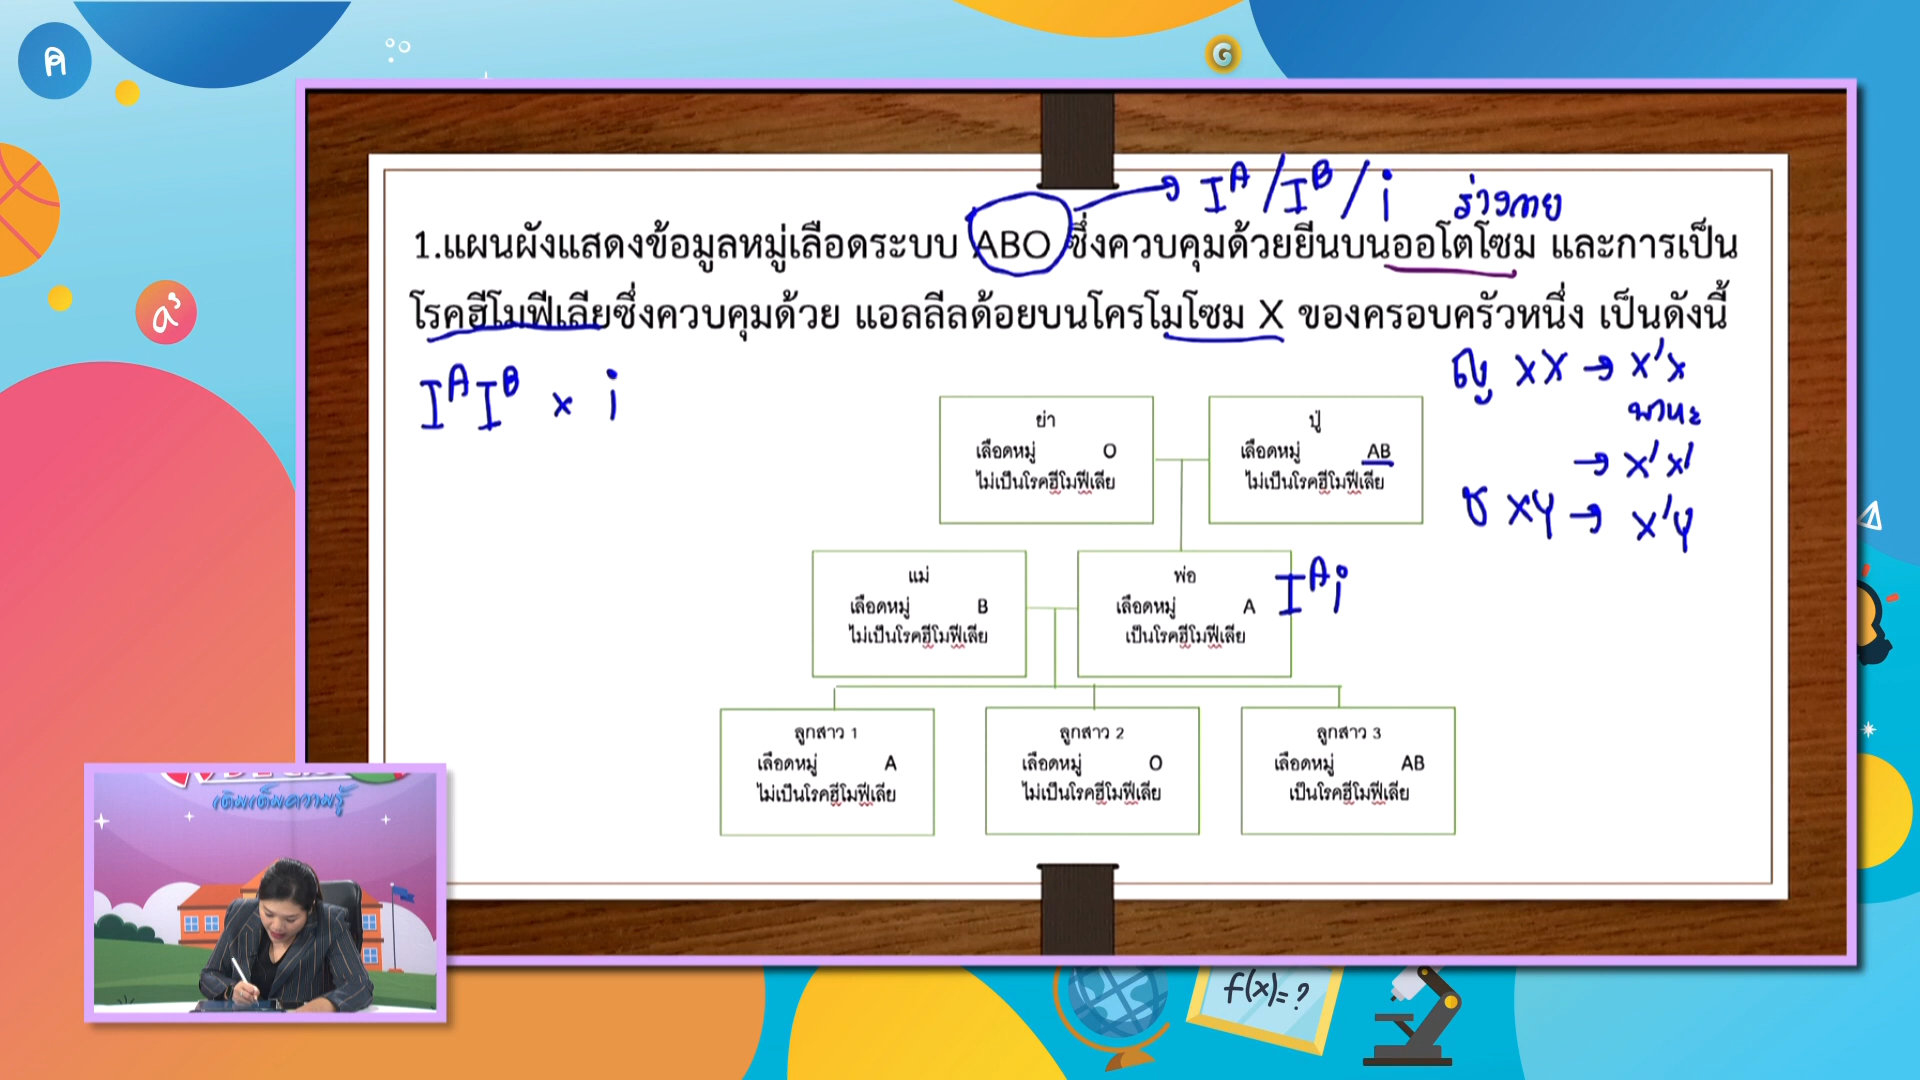 ค
a³
I^A / I^B / i ร่างกาย
1.แผนผังแสดงข้อมูลหมู่เลือดระบบ ABO ซึ่งควบคุมด้วยยีนบนออโตโซม และการเป็น
โรคฮีโมฟีเลียซึ่งควบคุมด้วย แอลลีลด้อยบนโครโมโซม X ของครอบครัวหนึ่ง เป็นดังนี้
I^A I^B x i
ญ XX → X'X
พาหะ
→ X'X'
ช XY → X'Y
ย่า
เลือดหมู่ O
ไม่เป็นโรคฮีโมฟีเลีย
ปู่
เลือดหมู่ AB
ไม่เป็นโรคฮีโมฟีเลีย
แม่
เลือดหมู่ B
ไม่เป็นโรคฮีโมฟีเลีย
พ่อ
เลือดหมู่ A
เป็นโรคฮีโมฟีเลีย
I^A i
ลูกสาว 1
เลือดหมู่ A
ไม่เป็นโรคฮีโมฟีเลีย
ลูกสาว 2
เลือดหมู่ O
ไม่เป็นโรคฮีโมฟีเลีย
ลูกสาว 3
เลือดหมู่ AB
เป็นโรคฮีโมฟีเลีย
เติมเต็มความรู้
f(x)=?